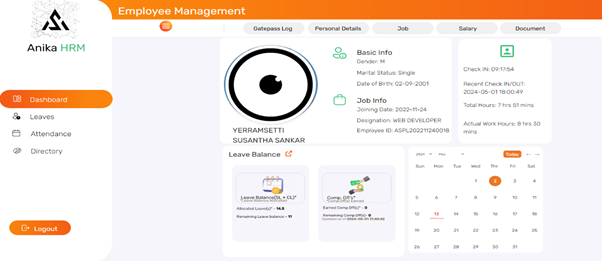 Employee Management
Anika HRM
Gatepass Log
Personal Details
Job
Salary
Document
Dashboard
Leaves
Attendance
Directory
Logout
YERRAMSETTI
SUSANTHA SANKAR
Basic Info
Gender: M
Marital Status: Single
Date of Birth: 02-09-2001
Job Info
Joining Date: 2022-11-24
Designation: WEB DEVELOPER
Employee ID: ASPL202211240018
Check IN: 09:17:54
Recent Check IN/OUT:
2024-05-01 18:00:49
Total Hours: 7 hrs 51 mins
Actual Work Hours: 8 hrs 30
mins
Leave Balance
Leave Balance(SL + CL)*
Allocated Leave(s)* - 14.5
Remaining Leave balance - 11
Comp. Off's*
Earned Comp.Off(s)* - 0
Remaining Comp.Off(s)- 0
2024 May Today
Sun Mon Tue Wed Thu Fri Sat
1 2 3 4
5 6 7 8 9 10 11
12 13 14 15 16 17 18
19 20 21 22 23 24 25
26 27 28 29 30 31